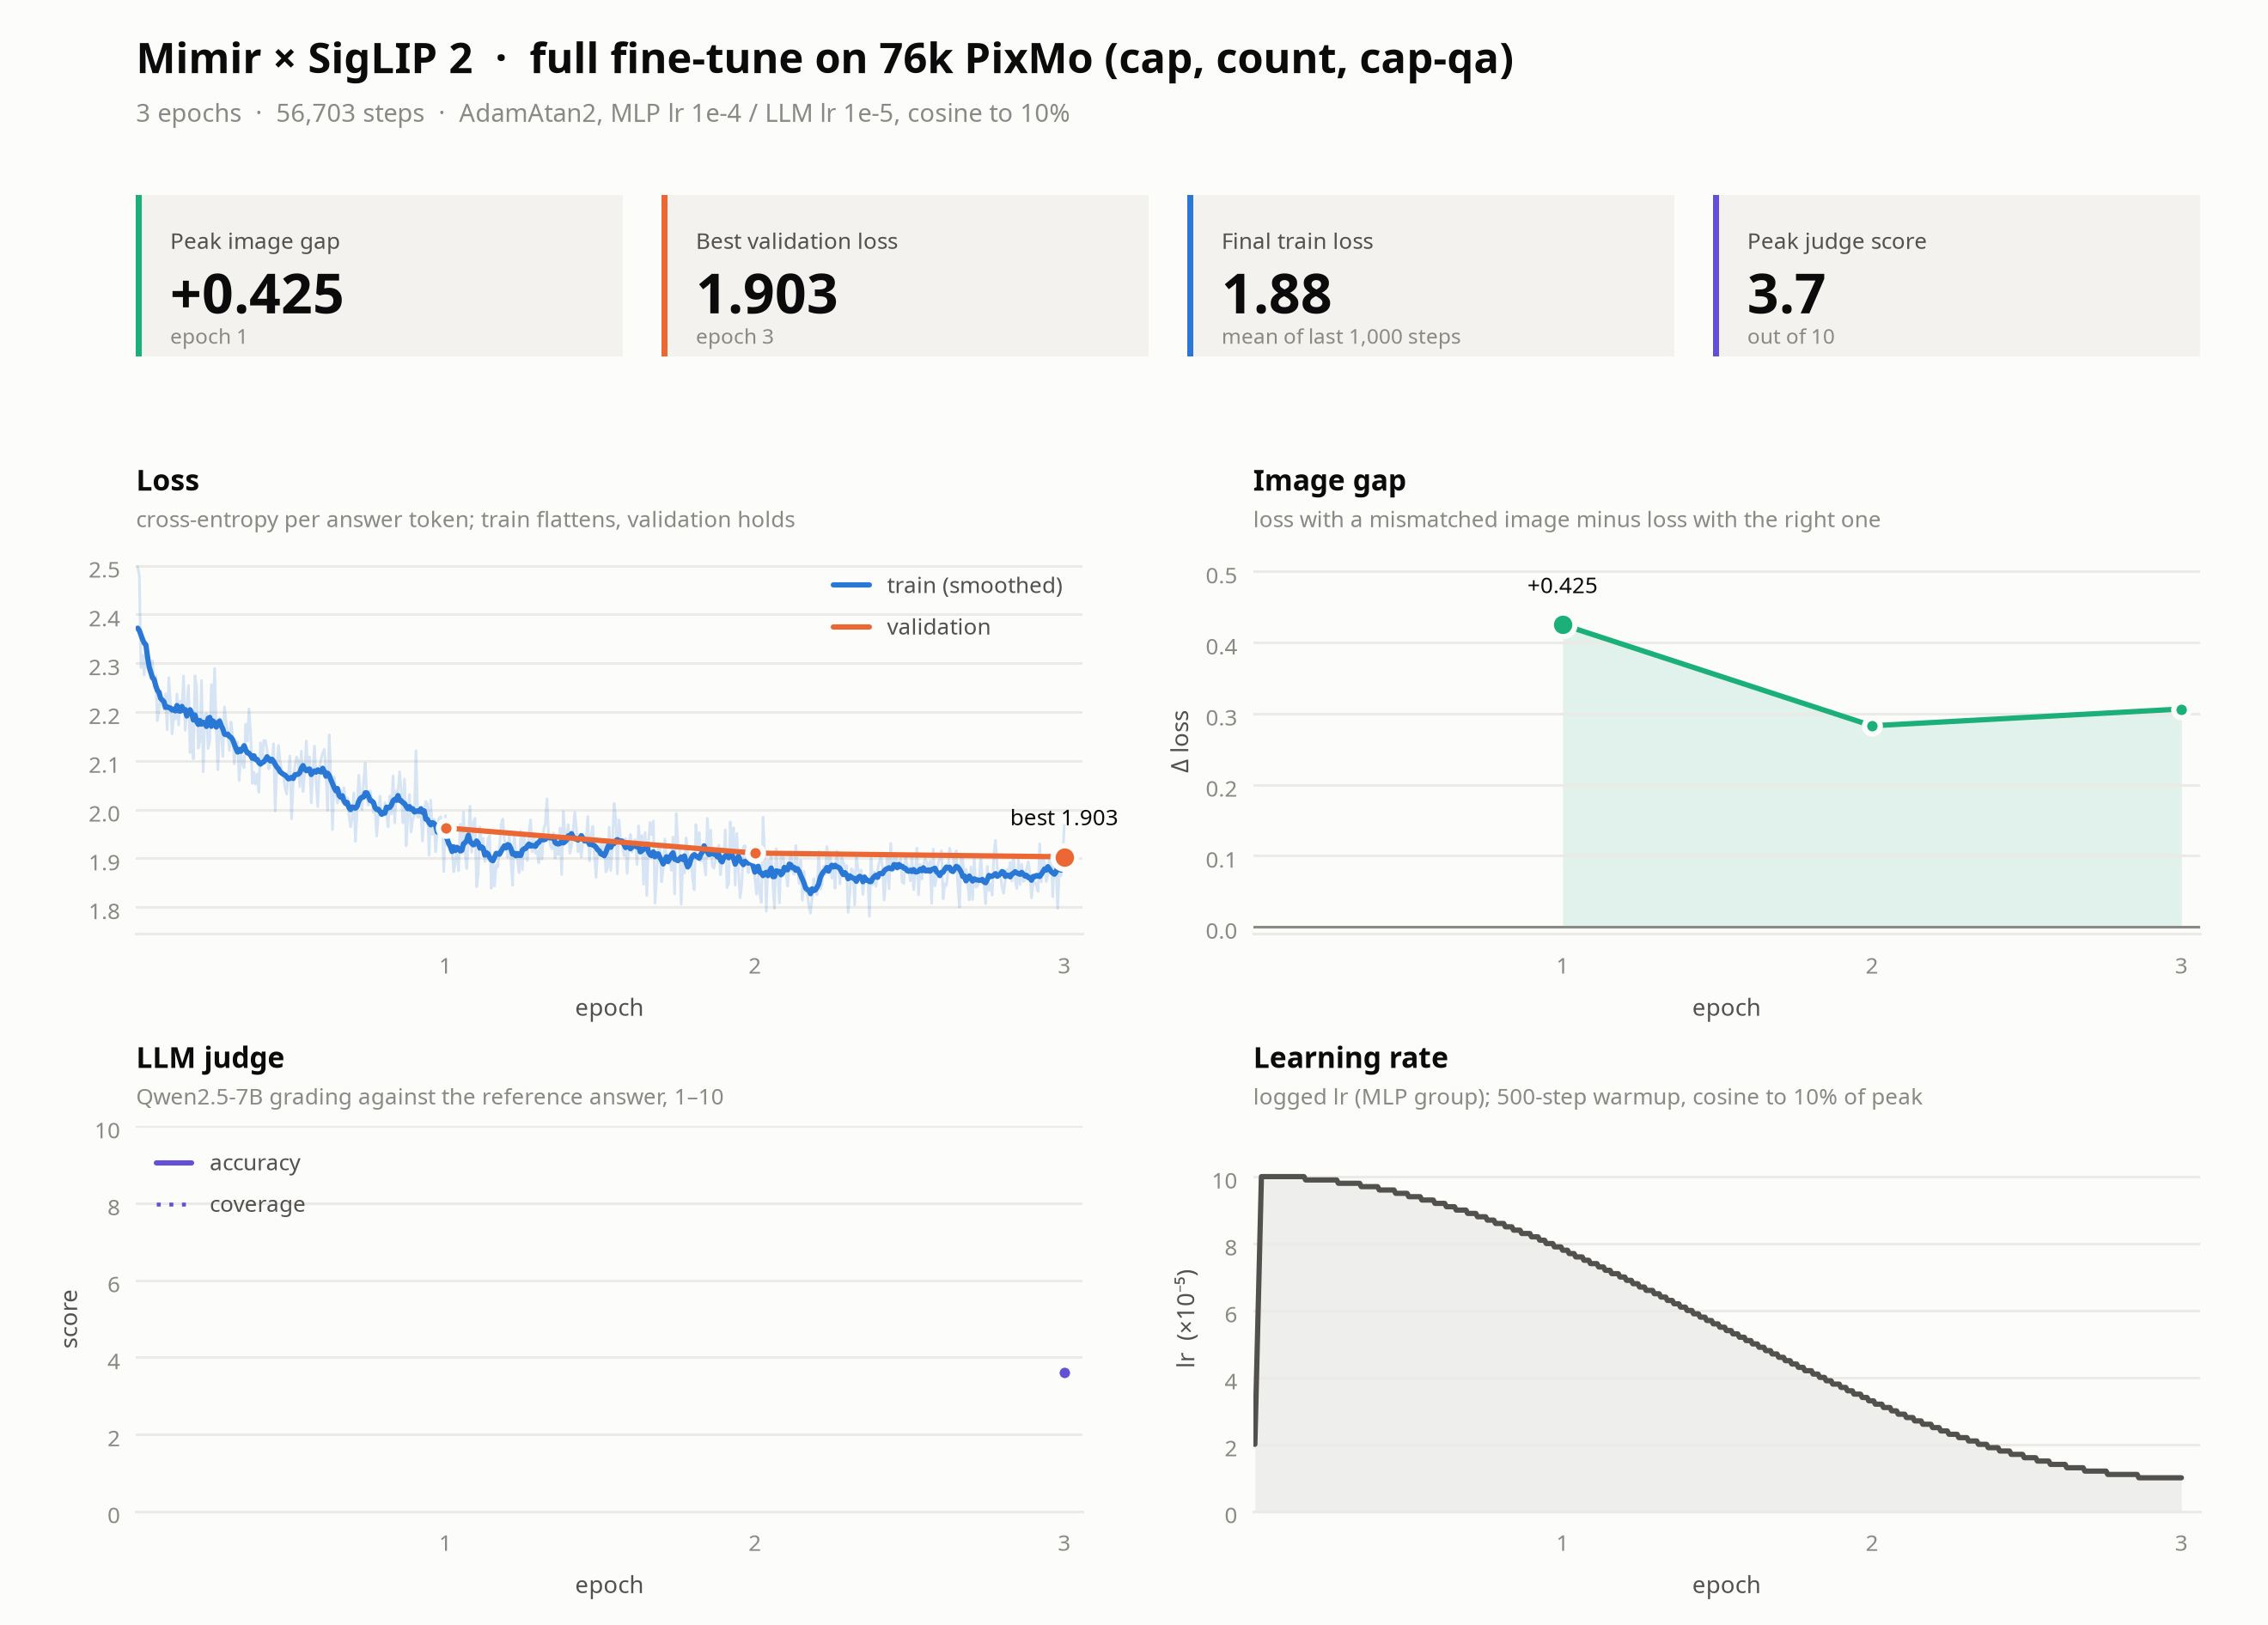 Mimir × SigLIP 2 · full fine-tune on 76k PixMo (cap, count, cap-qa)
3 epochs · 56,703 steps · AdamAtan2, MLP lr 1e-4 / LLM lr 1e-5, cosine to 10%
Peak image gap
+0.425
epoch 1
Best validation loss
1.903
epoch 3
Final train loss
1.88
mean of last 1,000 steps
Peak judge score
3.7
out of 10
Loss
cross-entropy per answer token; train flattens, validation holds
2.5
2.4
2.3
2.2
2.1
2.0
1.9
1.8
train (smoothed)
validation
best 1.903
1
2
3
epoch
Image gap
loss with a mismatched image minus loss with the right one
Δ loss
0.5
0.4
0.3
0.2
0.1
0.0
+0.425
1
2
3
epoch
LLM judge
Qwen2.5-7B grading against the reference answer, 1–10
score
10
8
6
4
2
0
accuracy
coverage
1
2
3
epoch
Learning rate
logged lr (MLP group); 500-step warmup, cosine to 10% of peak
lr (×10⁻⁵)
10
8
6
4
2
0
1
2
3
epoch